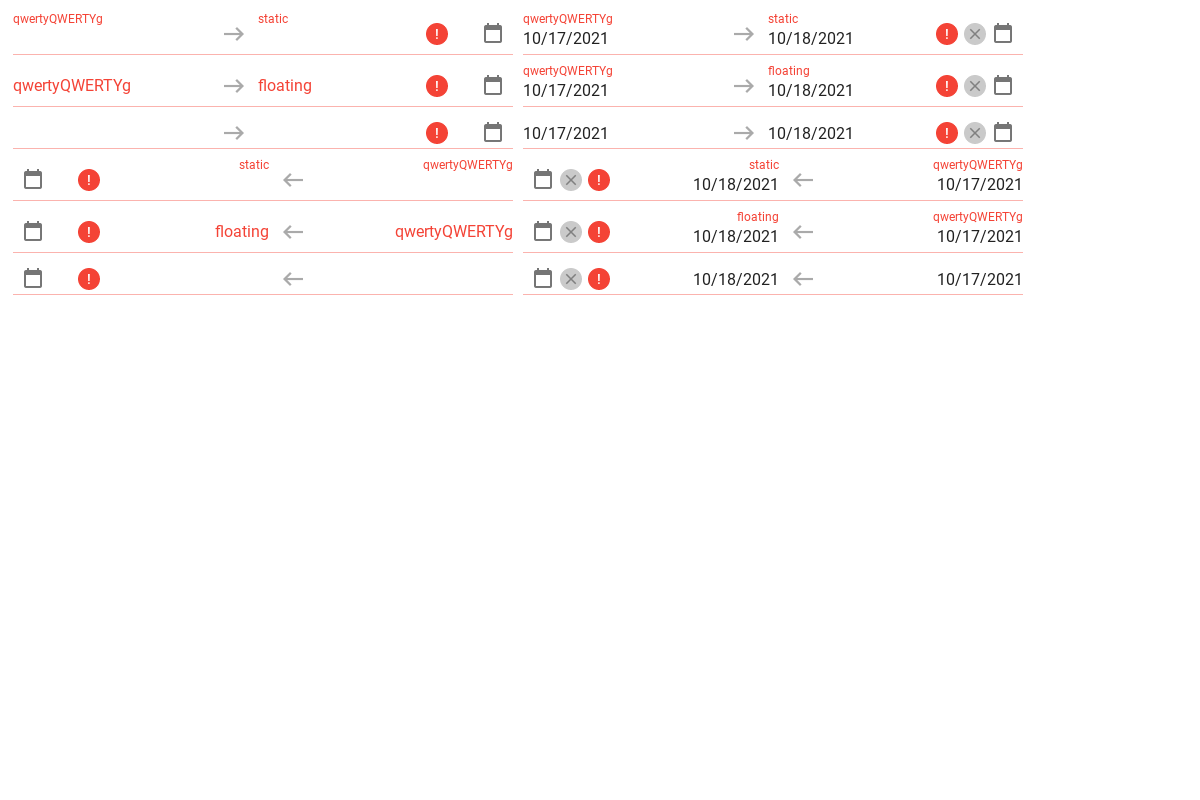 qwertyQWERTYg static qwertyQWERTYg static
10/17/2021 10/18/2021
qwertyQWERTYg floating
qwertyQWERTYg floating 10/17/2021 10/18/2021
10/17/2021 10/18/2021
static qwertyQWERTYg static qwertyQWERTYg
10/18/2021 10/17/2021
floating qwertyQWERTYg
floating qwertyQWERTYg 10/18/2021 10/17/2021
10/18/2021 10/17/2021